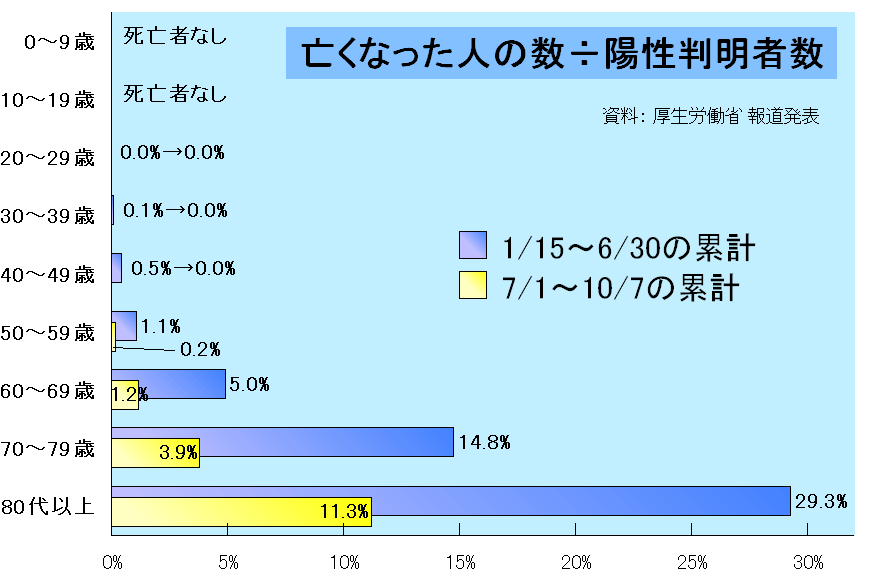 亡くなった人の数÷陽性判明者数
資料: 厚生労働省 報道発表
0～9歳 死亡者なし
10～19歳 死亡者なし
20～29歳 0.0%→0.0%
30～39歳 0.1%→0.0%
40～49歳 0.5%→0.0%
1/15～6/30の累計
7/1～10/7の累計
50～59歳 1.1%
0.2%
60～69歳 5.0%
1.2%
70～79歳 14.8%
3.9%
80代以上 29.3%
11.3%
0% 5% 10% 15% 20% 25% 30%